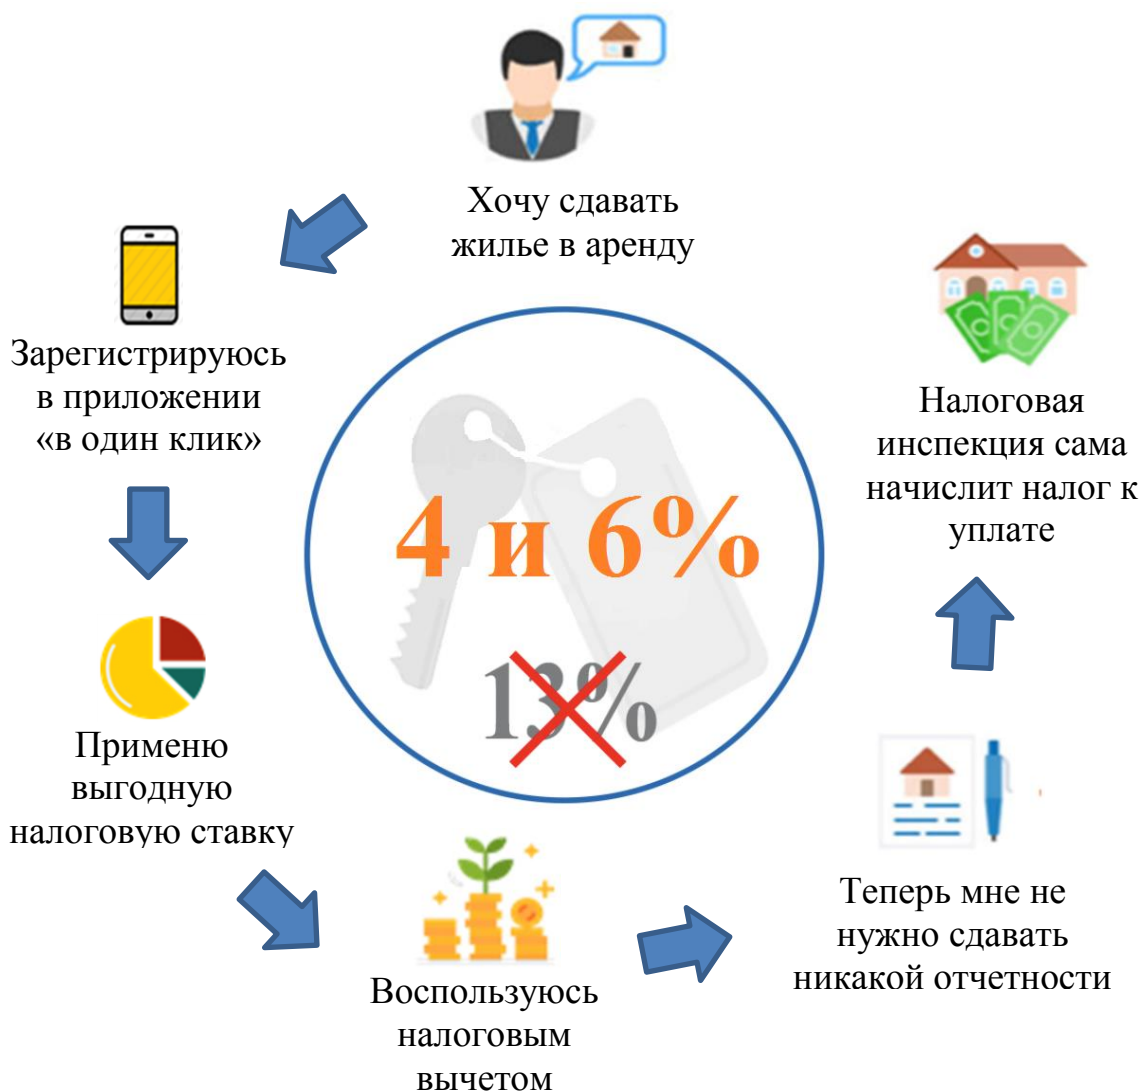 Хочу сдавать
жилье в аренду
Зарегистрируюсь
в приложении
«в один клик»
Применю
выгодную
налоговую ставку
Воспользуюсь
налоговым
вычетом
Теперь мне не
нужно сдавать
никакой отчетности
Налоговая
инспекция сама
начислит налог к
уплате
4 и 6%
13%